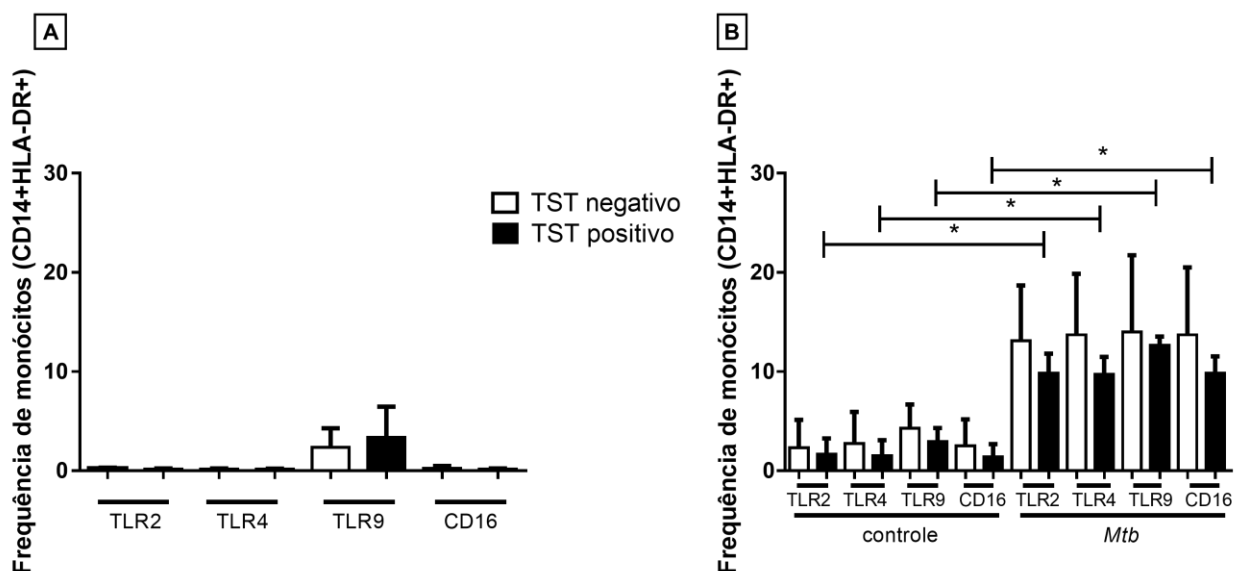 A
Frequência de monócitos (CD14+HLA-DR+)
30
20
10
0
TLR2 TLR4 TLR9 CD16
TST negativo
TST positivo
B
Frequência de monócitos (CD14+HLA-DR+)
30
20
10
0
*
*
*
*
TLR2 TLR4 TLR9 CD16 TLR2 TLR4 TLR9 CD16
controle Mtb